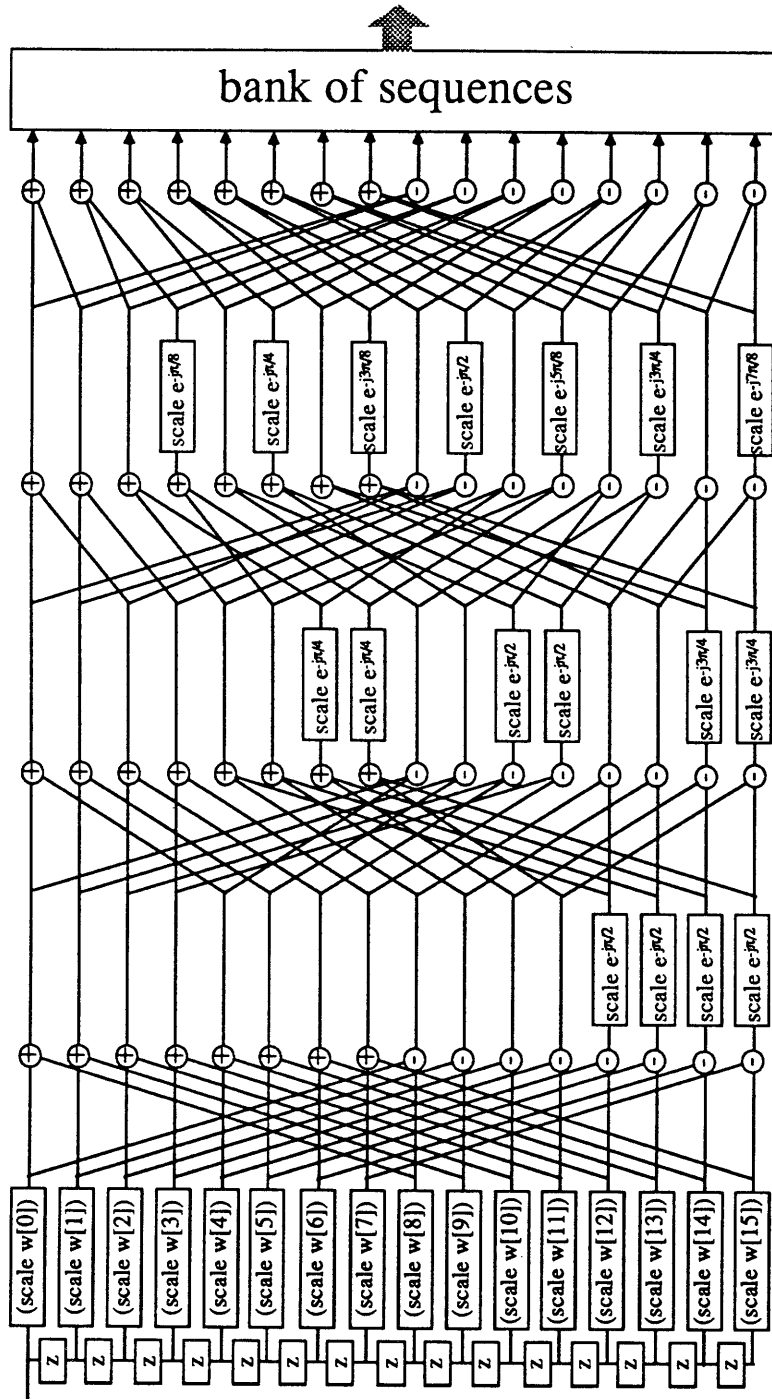 bank of sequences
+ + + + + + + + - - - - - - - -
scale e-jπ/8
scale e-jπ/4
scale e-j3π/8
scale e-jπ/2
scale e-j5π/8
scale e-j3π/4
scale e-j7π/8
+ + + + + + + + - - - - - - - -
scale e-jπ/4
scale e-jπ/4
scale e-jπ/2
scale e-jπ/2
scale e-j3π/4
scale e-j3π/4
+ + + + + + + + - - - - - - - -
scale e-jπ/2
scale e-jπ/2
scale e-jπ/2
scale e-jπ/2
+ + + + + + + + - - - - - - - -
(scale w[0])
(scale w[1])
(scale w[2])
(scale w[3])
(scale w[4])
(scale w[5])
(scale w[6])
(scale w[7])
(scale w[8])
(scale w[9])
(scale w[10])
(scale w[11])
(scale w[12])
(scale w[13])
(scale w[14])
(scale w[15])
z z z z z z z z z z z z z z z